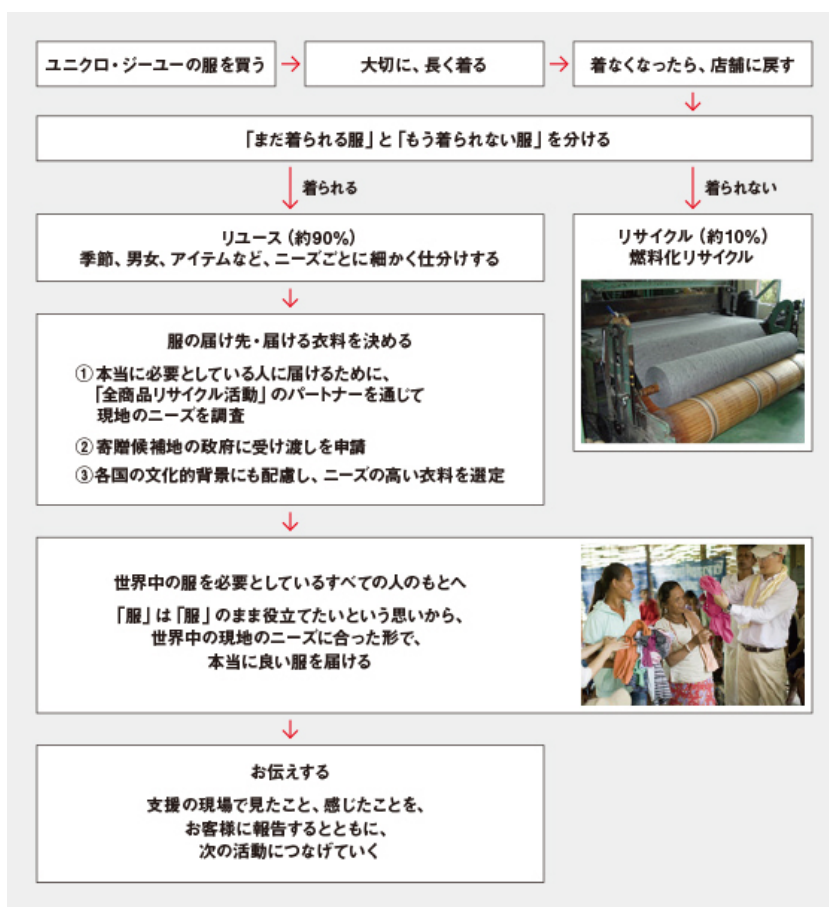 ユニクロ・ジーユーの服を買う
大切に、長く着る
着なくなったら、店舗に戻す
「まだ着られる服」と「もう着られない服」を分ける
着られる
着られない
リユース（約90%）
季節、男女、アイテムなど、ニーズごとに細かく仕分けする
リサイクル（約10%）
燃料化リサイクル
服の届け先・届ける衣料を決める
①本当に必要としている人に届けるために、
「全商品リサイクル活動」のパートナーを通じて
現地のニーズを調査
②寄贈候補地の政府に受け渡しを申請
③各国の文化的背景にも配慮し、ニーズの高い衣料を選定
世界中の服を必要としているすべての人のもとへ
「服」は「服」のまま役立てたいという思いから、
世界中の現地のニーズに合った形で、
本当に良い服を届ける
お伝えする
支援の現場で見たこと、感じたことを、
お客様に報告するとともに、
次の活動につなげていく